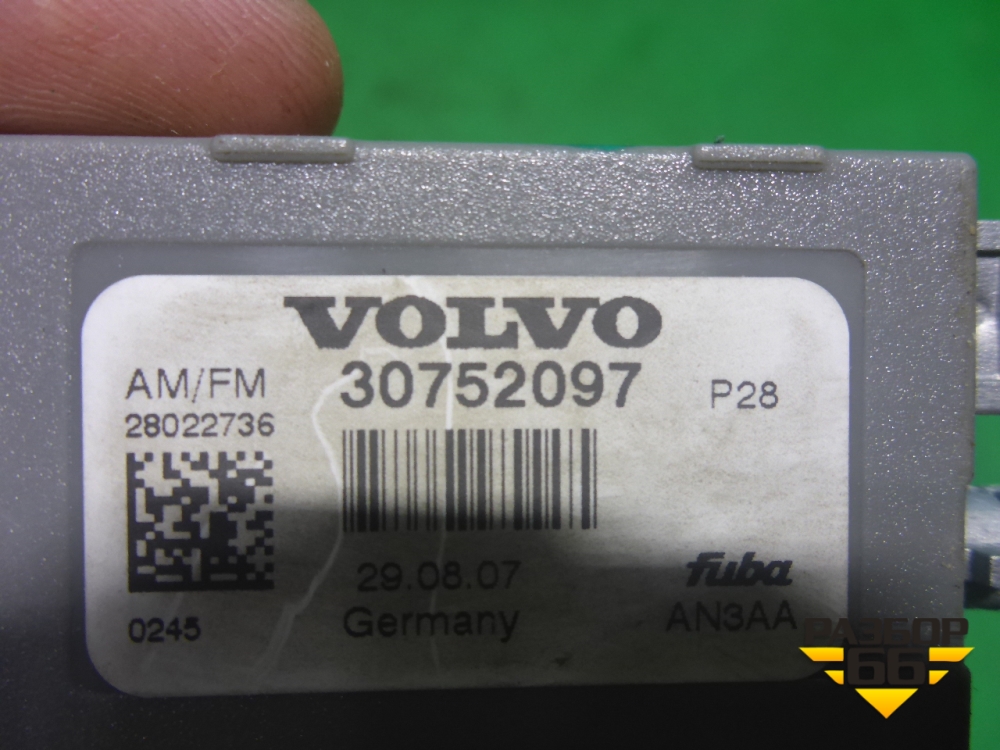 VOLVO
AM/FM 30752097 P28
28022736
29.08.07 fuba
0245 Germany AN3AA
РАЗБОР
66